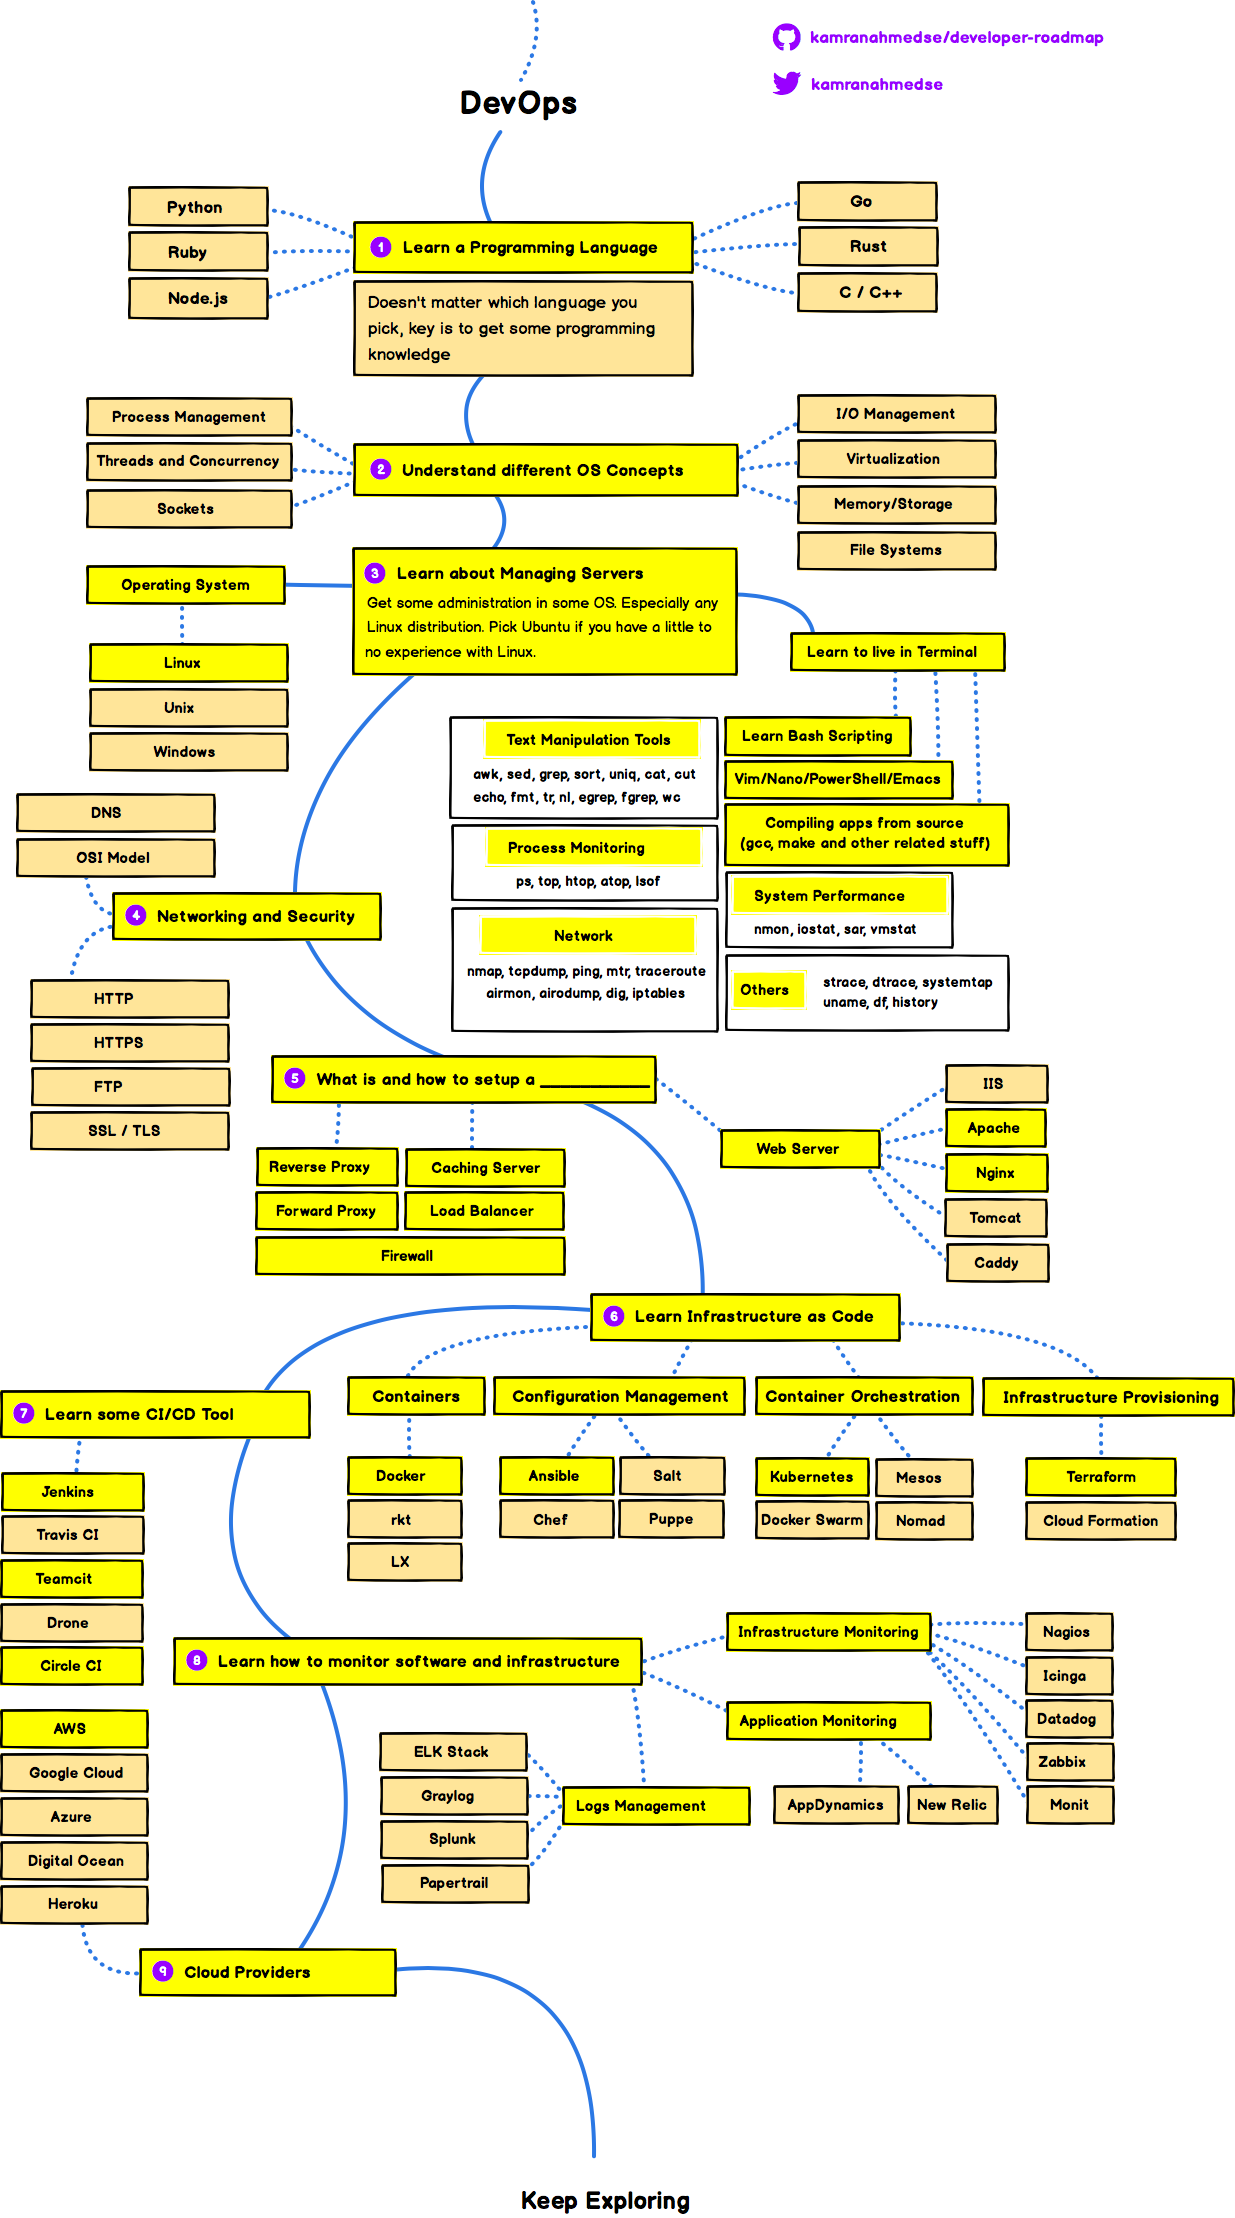 kamranahmedse/developer-roadmap
kamranahmedse
DevOps
Python
Ruby
Node.js
1 Learn a Programming Language
Doesn't matter which language you
pick, key is to get some programming
knowledge
Go
Rust
C / C++
Process Management
Threads and Concurrency
Sockets
2 Understand different OS Concepts
I/O Management
Virtualization
Memory/Storage
File Systems
3 Learn about Managing Servers
Get some administration in some OS. Especially any
Linux distribution. Pick Ubuntu if you have a little to
no experience with Linux.
Operating System
Linux
Unix
Windows
Learn to live in Terminal
Text Manipulation Tools
awk, sed, grep, sort, uniq, cat, cut
echo, fmt, tr, nl, egrep, fgrep, wc
Process Monitoring
ps, top, htop, atop, lsof
Network
nmap, tcpdump, ping, mtr, traceroute
airmon, airodump, dig, iptables
Learn Bash Scripting
Vim/Nano/PowerShell/Emacs
Compiling apps from source
(gcc, make and other related stuff)
System Performance
nmon, iostat, sar, vmstat
Others
strace, dtrace, systemtap
uname, df, history
DNS
OSI Model
4 Networking and Security
HTTP
HTTPS
FTP
SSL / TLS
5 What is and how to setup a ____________
Reverse Proxy
Caching Server
Forward Proxy
Load Balancer
Firewall
Web Server
IIS
Apache
Nginx
Tomcat
Caddy
6 Learn Infrastructure as Code
Containers
Docker
rkt
LX
Configuration Management
Ansible
Salt
Chef
Puppe
Container Orchestration
Kubernetes
Mesos
Docker Swarm
Nomad
Infrastructure Provisioning
Terraform
Cloud Formation
7 Learn some CI/CD Tool
Jenkins
Travis CI
Teamcit
Drone
Circle CI
8 Learn how to monitor software and infrastructure
Infrastructure Monitoring
Nagios
Icinga
Datadog
Zabbix
Monit
Application Monitoring
AppDynamics
New Relic
Logs Management
ELK Stack
Graylog
Splunk
Papertrail
AWS
Google Cloud
Azure
Digital Ocean
Heroku
9 Cloud Providers
Keep Exploring